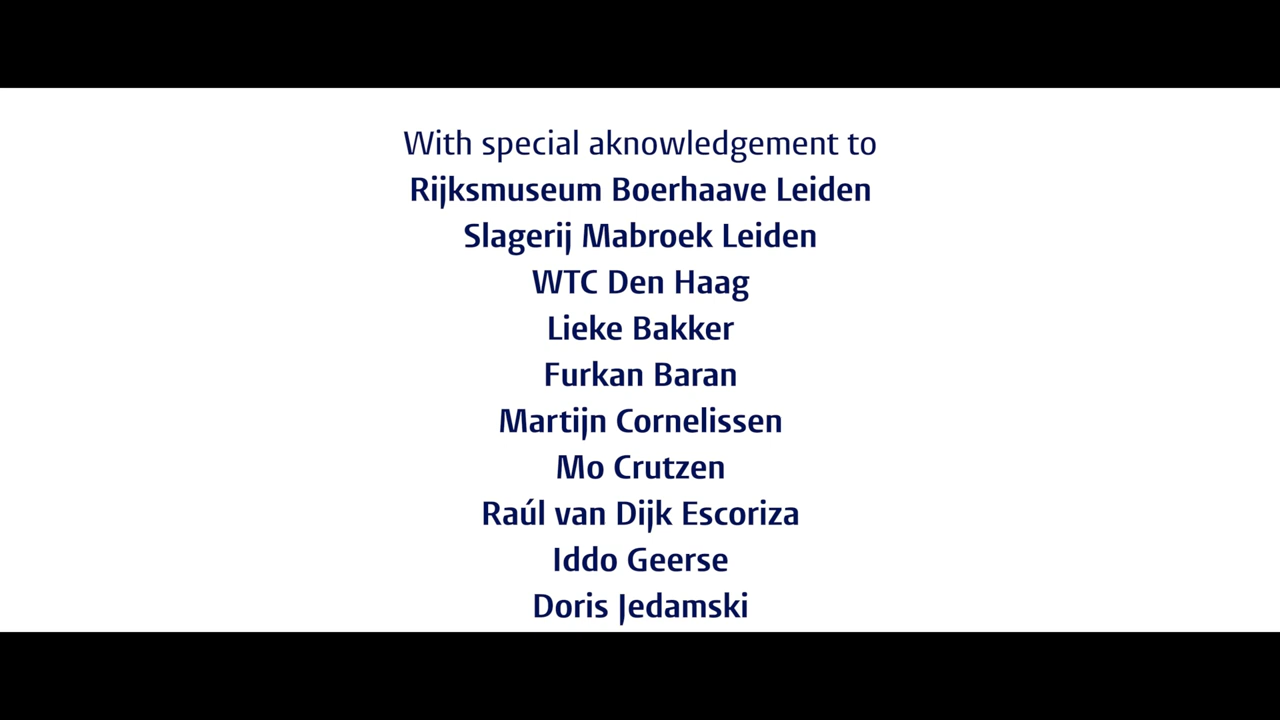 With special aknowledgement to
Rijksmuseum Boerhaave Leiden
Slagerij Mabroek Leiden
WTC Den Haag
Lieke Bakker
Furkan Baran
Martijn Cornelissen
Mo Crutzen
Raúl van Dijk Escoriza
Iddo Geerse
Doris Jedamski